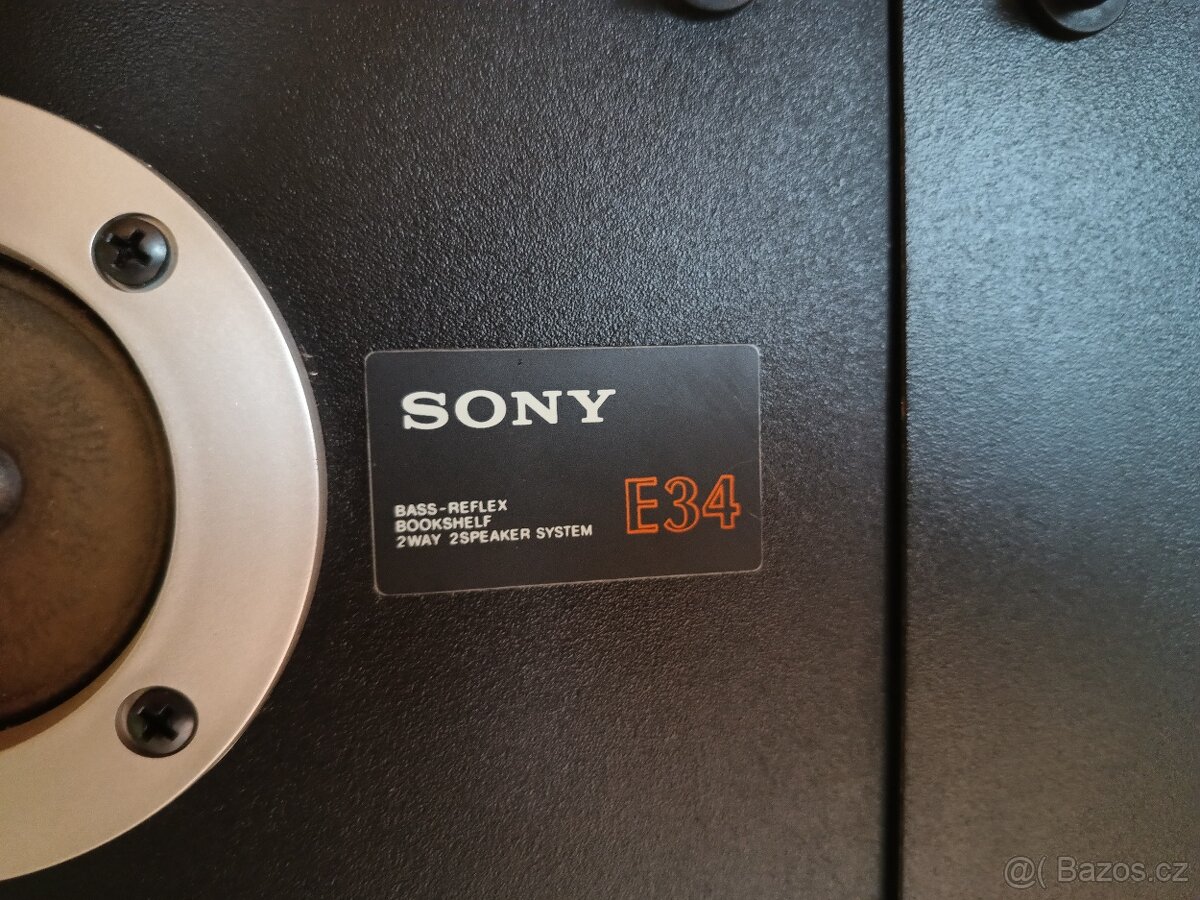 SONY
BASS-REFLEX
BOOKSHELF
2WAY 2SPEAKER SYSTEM
E34
@( Bazos.cz